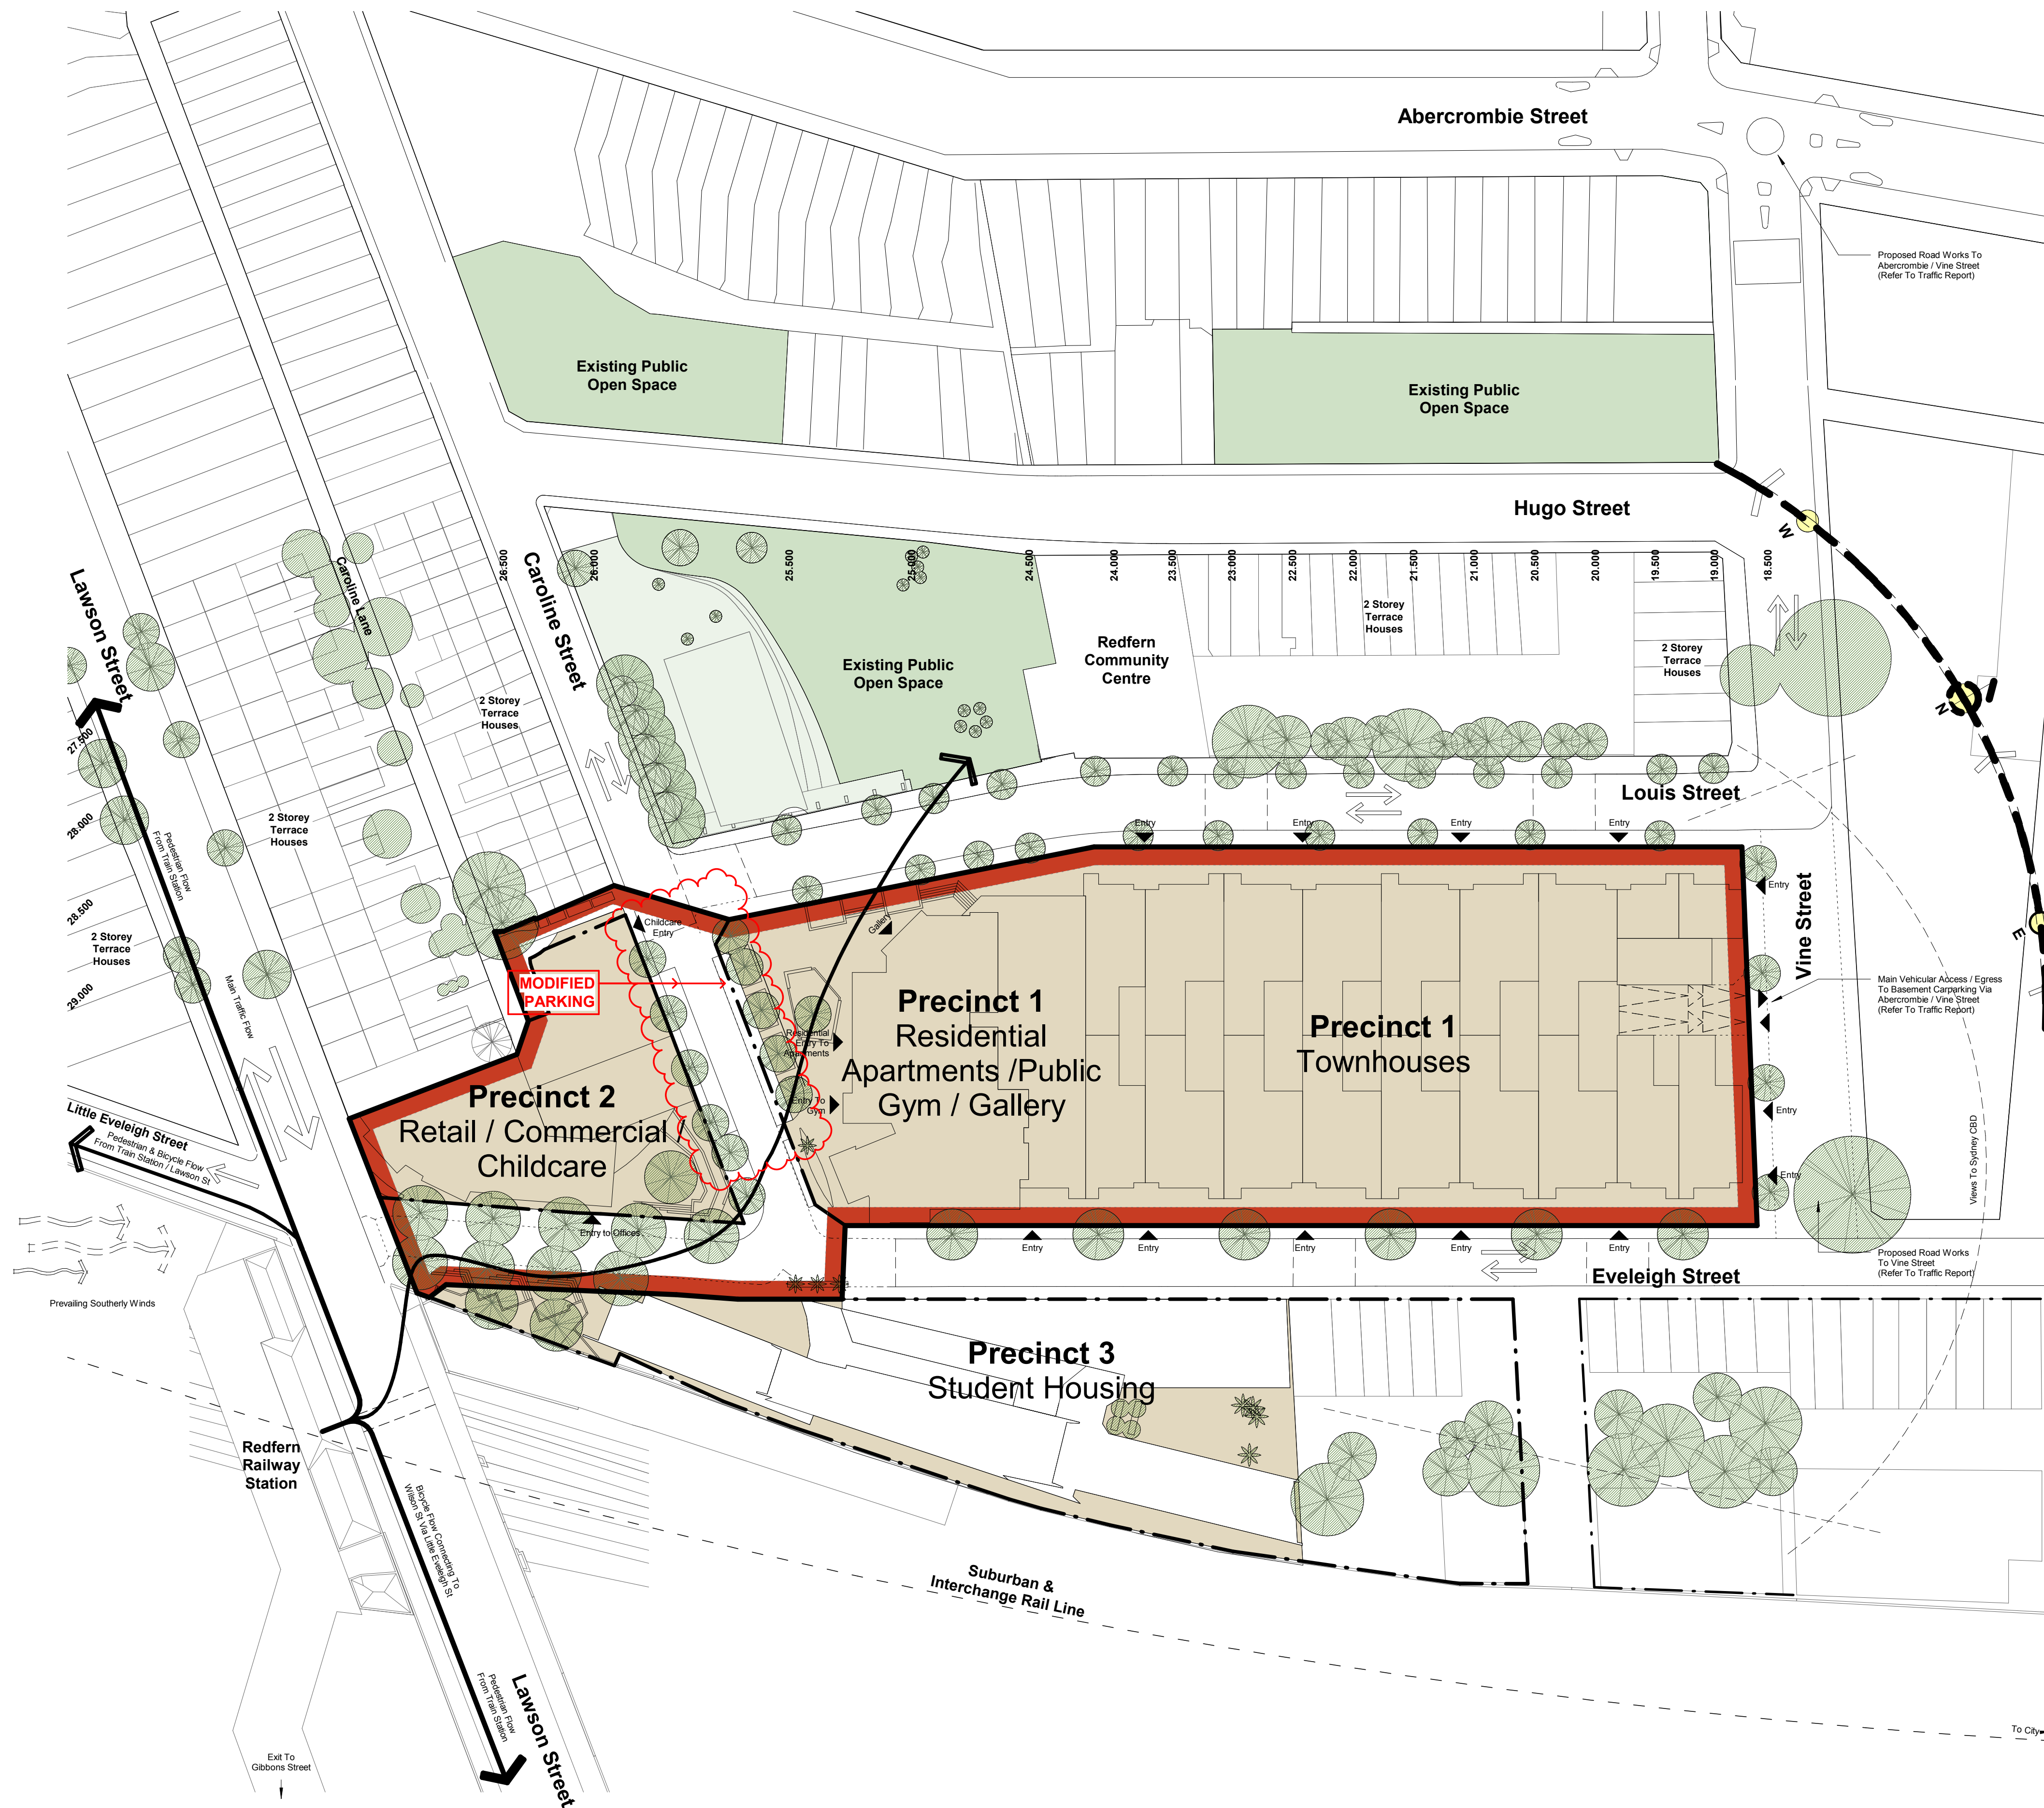 Abercrombie Street
Proposed Road Works To
Abercrombie / Vine Street
(Refer To Traffic Report)
Existing Public
Open Space
Existing Public
Open Space
Hugo Street
W
N
E
26.500
26.000
25.500
25.000
24.500
24.000
23.500
23.000
22.500
22.000
21.500
21.000
20.500
20.000
19.500
19.000
18.500
Lawson Street
Caroline Lane
Caroline Street
2 Storey
Terrace
Houses
Redfern
Community
Centre
2 Storey
Terrace
Houses
Existing Public
Open Space
2 Storey
Terrace
Houses
27.500
28.000
28.500
29.000
Louis Street
2 Storey
Terrace
Houses
Pedestrian Flow
From Train Station
Entry
Entry
Entry
Entry
Entry
Vine Street
Childcare
Entry
Gallery
2 Storey
Terrace
Houses
Main Traffic Flow
MODIFIED
PARKING
Precinct 1
Residential
Apartments /Public
Gym / Gallery
Precinct 1
Townhouses
Main Vehicular Access / Egress
To Basement Carparking Via
Abercrombie / Vine Street
(Refer To Traffic Report)
Residential
Entry To
Apartments
Entry To
Gym
Precinct 2
Retail / Commercial /
Childcare
Little Eveleigh Street
Pedestrian & Bicycle Flow
From Train Station / Lawson St
Entry
Entry
Views To Sydney CBD
Entry to Offices
Entry
Entry
Entry
Entry
Entry
Proposed Road Works
To Vine Street
(Refer To Traffic Report)
Eveleigh Street
Prevailing Southerly Winds
Precinct 3
Student Housing
Redfern
Railway
Station
Bicycle Flow Connecting To
Wilson St Via Little Eveleigh St
Suburban &
Interchange Rail Line
Pedestrian Flow
From Train Station
Lawson Street
To City
Exit To
Gibbons Street